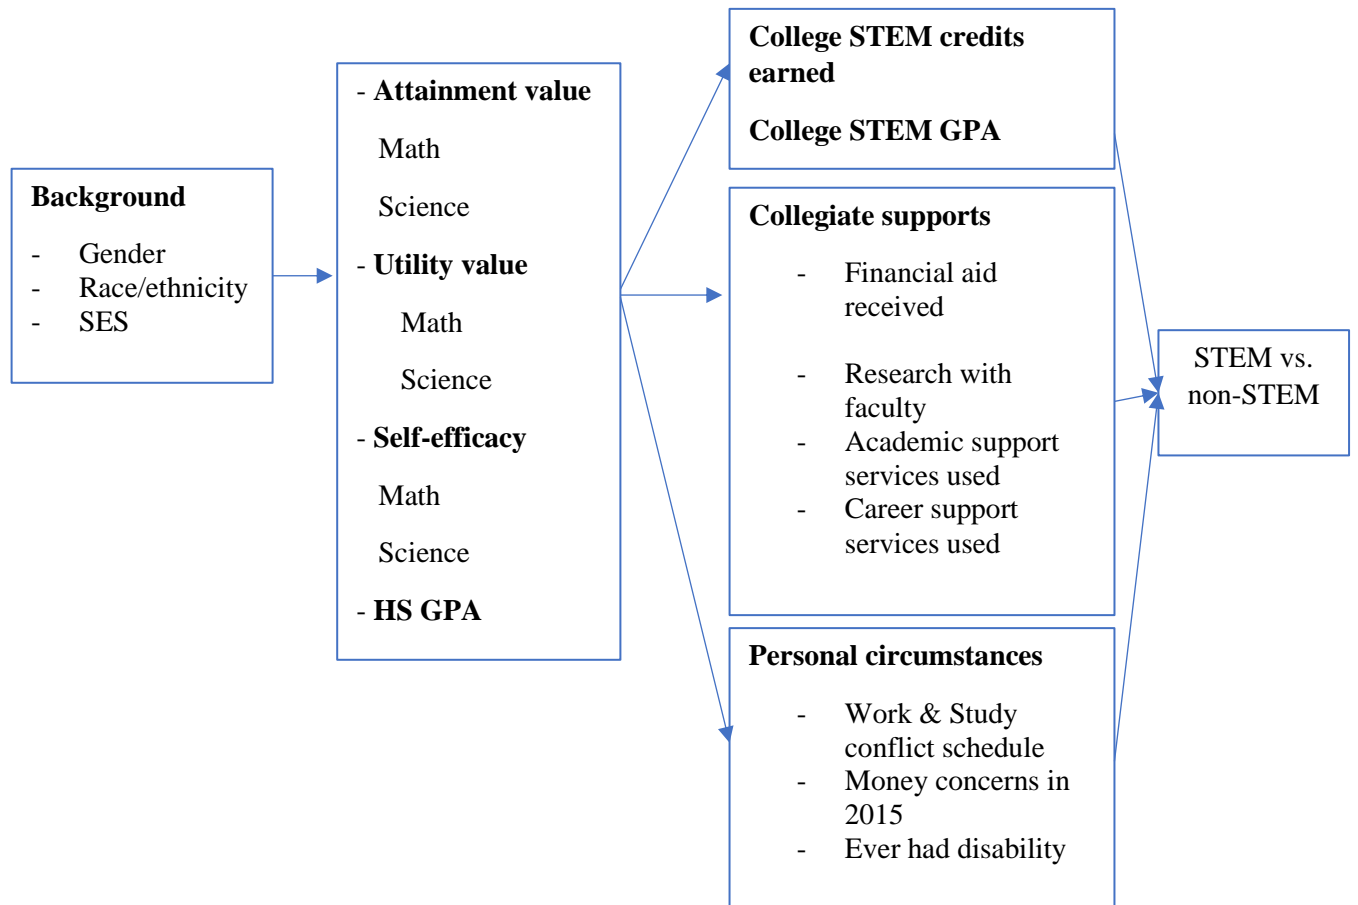 Background
- Gender
- Race/ethnicity
- SES
- Attainment value
Math
Science
- Utility value
Math
Science
- Self-efficacy
Math
Science
- HS GPA
College STEM credits
earned
College STEM GPA
Collegiate supports
- Financial aid
received
- Research with
faculty
- Academic support
services used
- Career support
services used
Personal circumstances
- Work & Study
conflict schedule
- Money concerns in
2015
- Ever had disability
STEM vs.
non-STEM